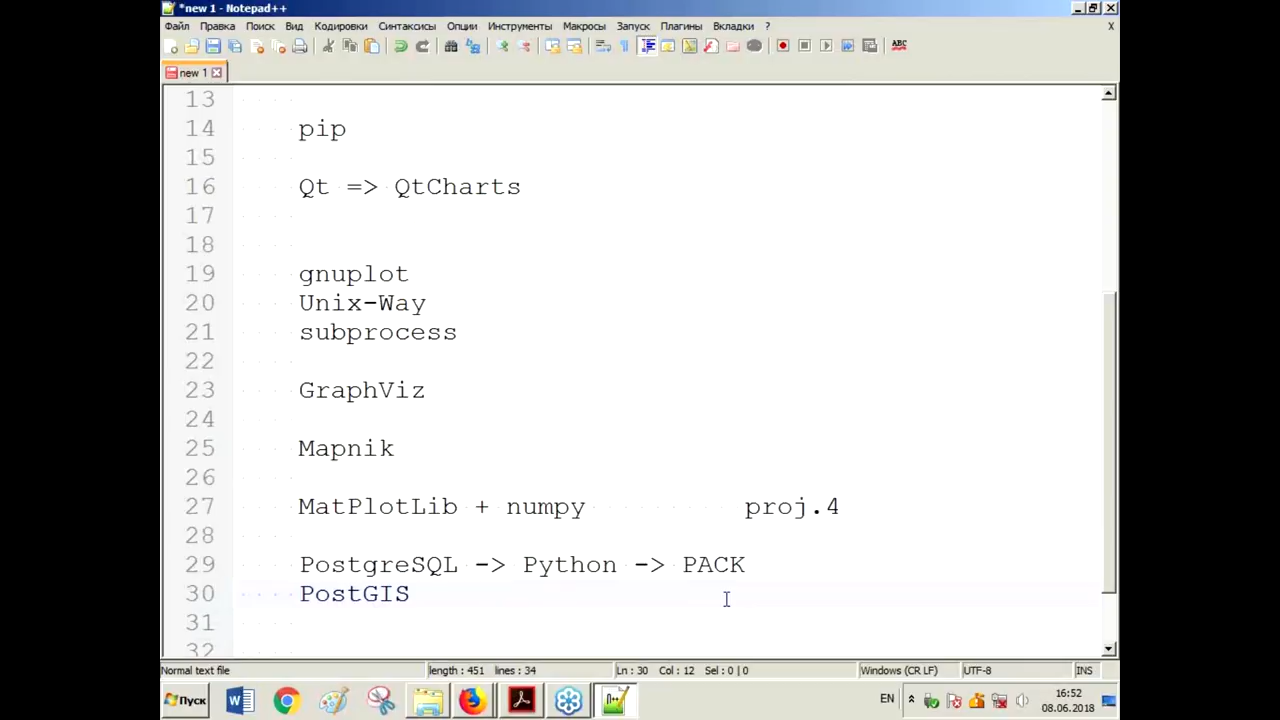 *new 1 - Notepad++
Файл Правка Поиск Вид Кодировки Синтаксисы Опции Инструменты Макросы Запуск Плагины Вкладки ? X
ABC
new 1
13
14 pip
15
16 Qt => QtCharts
17
18
19 gnuplot
20 Unix-Way
21 subprocess
22
23 GraphViz
24
25 Mapnik
26
27 MatPlotLib + numpy proj.4
28
29 PostgreSQL -> Python -> PACK
30 PostGIS
31
32
Normal text file length : 451 lines : 34 Ln : 30 Col : 12 Sel : 0 | 0 Windows (CR LF) UTF-8 INS
Пуск EN 16:52
08.06.2018